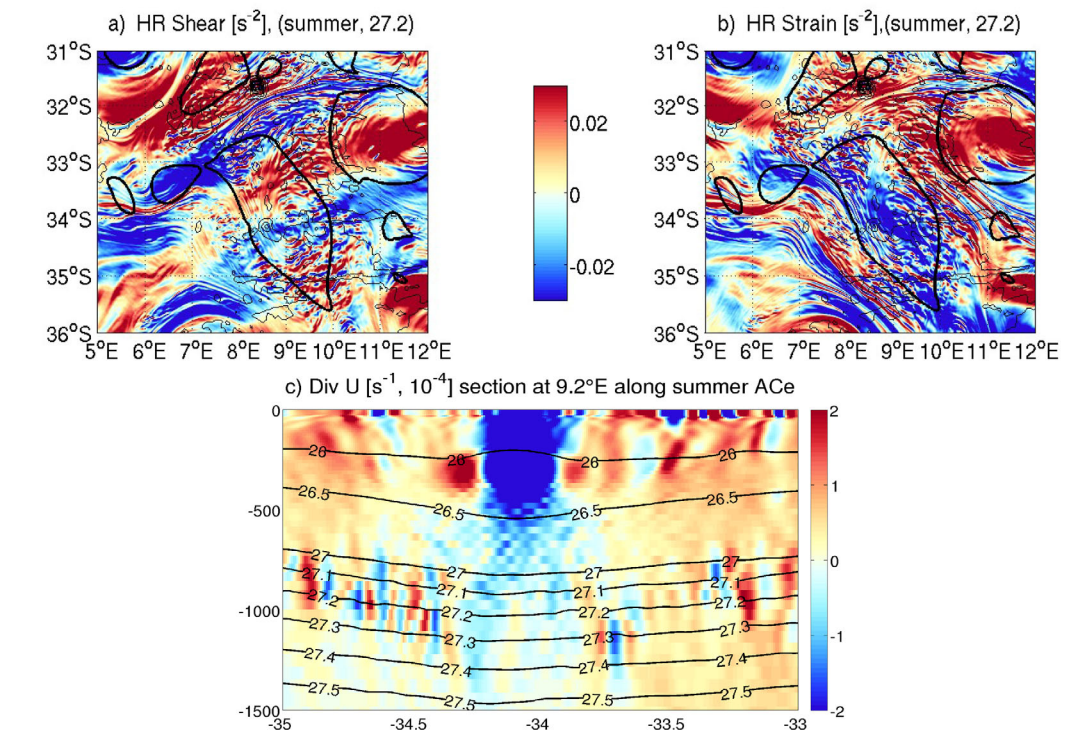 a) HR Shear [s⁻²], (summer, 27.2)
b) HR Strain [s⁻²],(summer, 27.2)
31°S
32°S
33°S
34°S
35°S
36°S
5°E 6°E 7°E 8°E 9°E 10°E 11°E 12°E
0.02
0
-0.02
31°S
32°S
33°S
34°S
35°S
36°S
5°E 6°E 7°E 8°E 9°E 10°E 11°E 12°E
c) Div U [s⁻¹, 10⁻⁴] section at 9.2°E along summer ACe
0
-500
-1000
-1500
-35 -34.5 -34 -33.5 -33
26 26 26 26
26.5 26.5 26.5 26.5
27 27 27 27
27.1 27.1 27.1 27.1
27.2 27.2 27.2 27.2
27.3 27.3 27.3 27.3
27.4 27.4 27.4 27.4
27.5 27.5 27.5 27.5
2
1
0
-1
-2